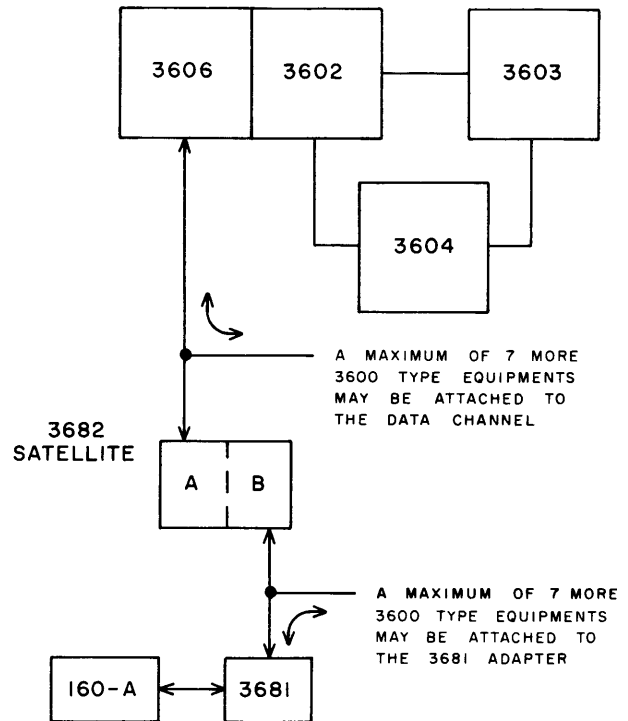 3606
3602
3603
3604
A MAXIMUM OF 7 MORE
3600 TYPE EQUIPMENTS
MAY BE ATTACHED TO
THE DATA CHANNEL
3682
SATELLITE
A
B
A MAXIMUM OF 7 MORE
3600 TYPE EQUIPMENTS
MAY BE ATTACHED TO
THE 3681 ADAPTER
160-A
3681